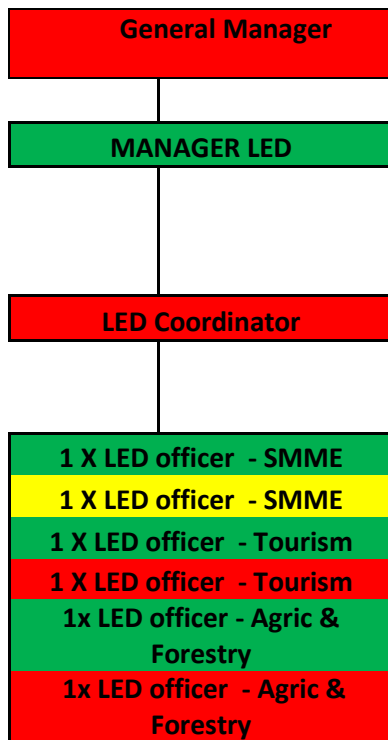 General Manager
MANAGER LED
LED Coordinator
1 X LED officer - SMME
1 X LED officer - SMME
1 X LED officer - Tourism
1 X LED officer - Tourism
1x LED officer - Agric &
Forestry
1x LED officer - Agric &
Forestry